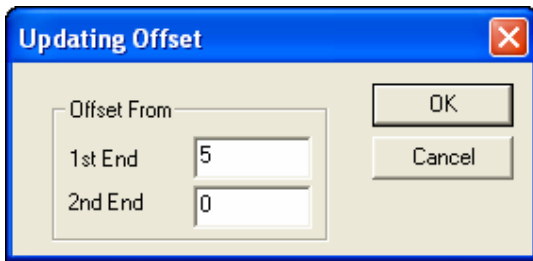 Updating Offset
Offset From
1st End 5
2nd End 0
OK
Cancel